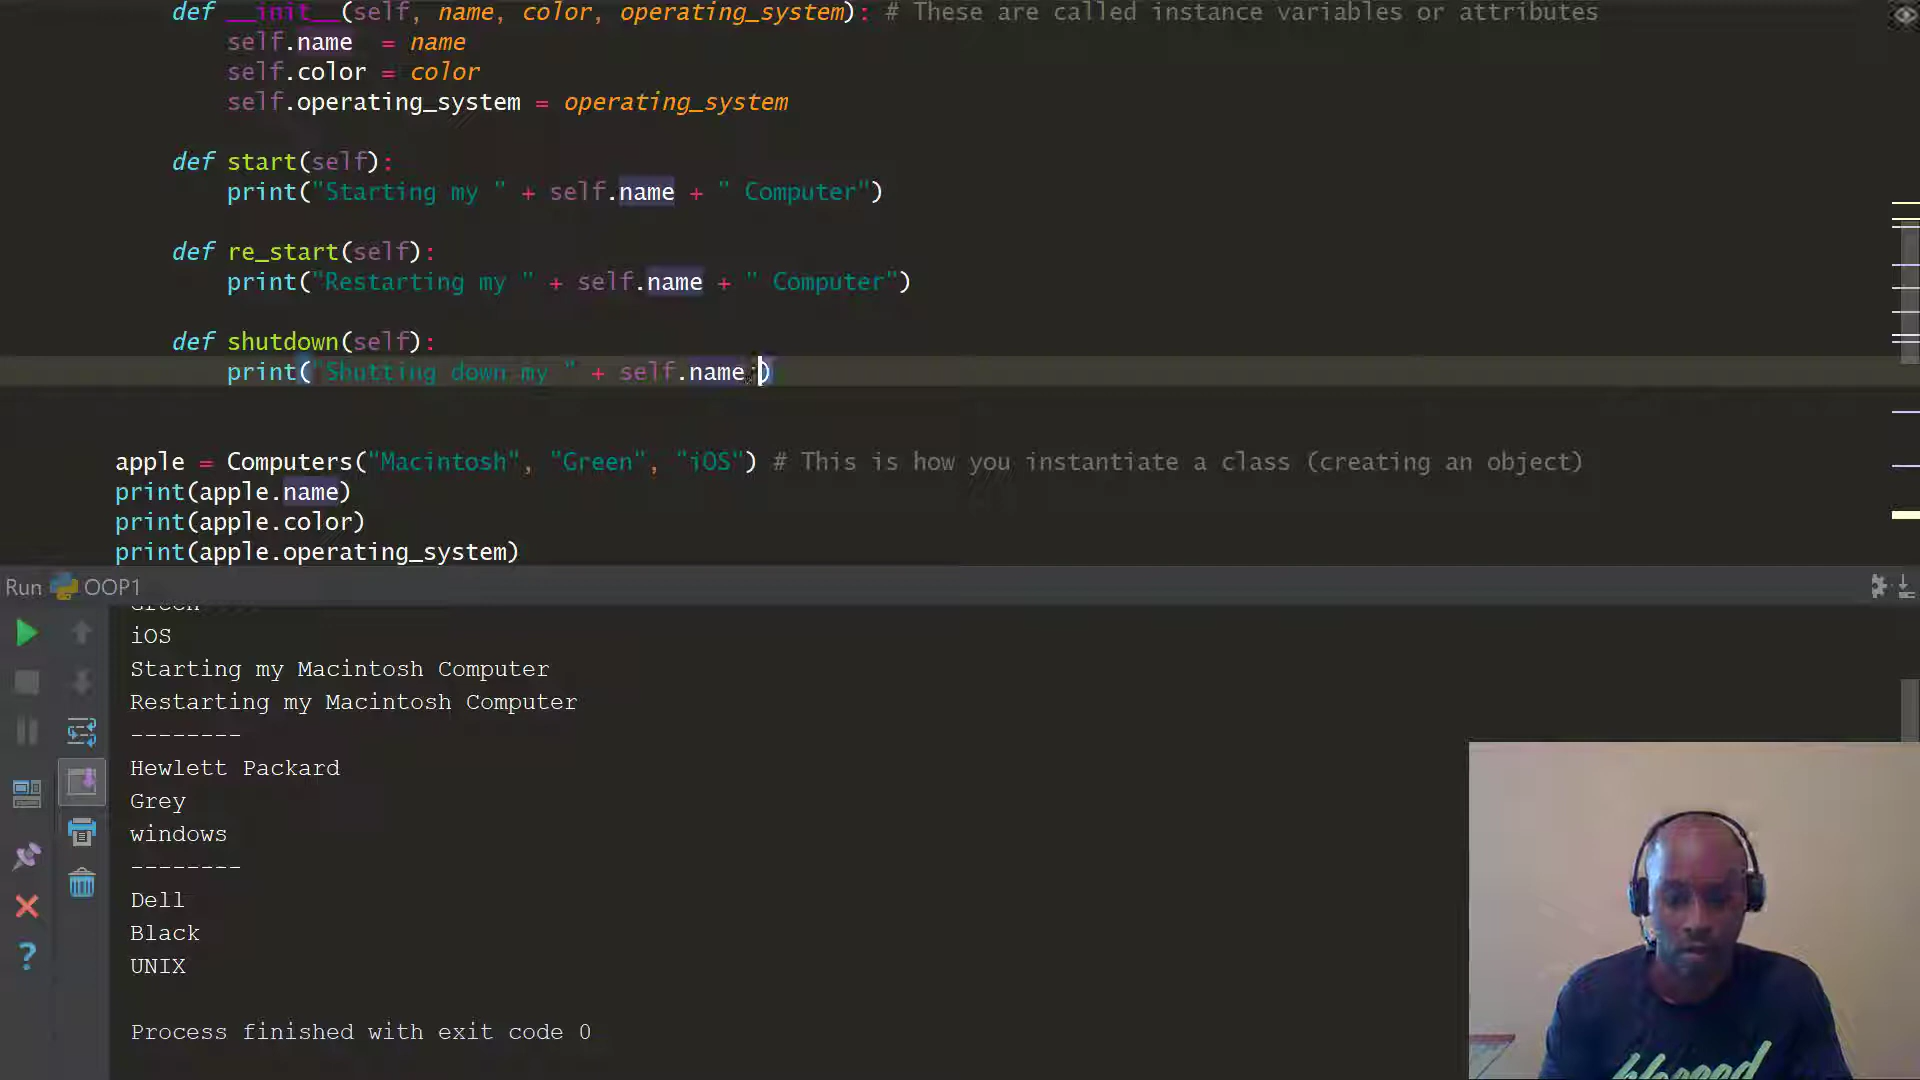 def __init__(self, name, color, operating_system): # These are called instance variables or attributes
self.name = name
self.color = color
self.operating_system = operating_system
def start(self):
print("Starting my " + self.name + " Computer")
def re_start(self):
print("Restarting my " + self.name + " Computer")
def shutdown(self):
print("Shutting down my " + self.name )
apple = Computers("Macintosh", "Green", "iOS") # This is how you instantiate a class (creating an object)
print(apple.name)
print(apple.color)
print(apple.operating_system)
Run OOP1
Green
iOS
Starting my Macintosh Computer
Restarting my Macintosh Computer
--------
Hewlett Packard
Grey
windows
--------
Dell
Black
UNIX
Process finished with exit code 0